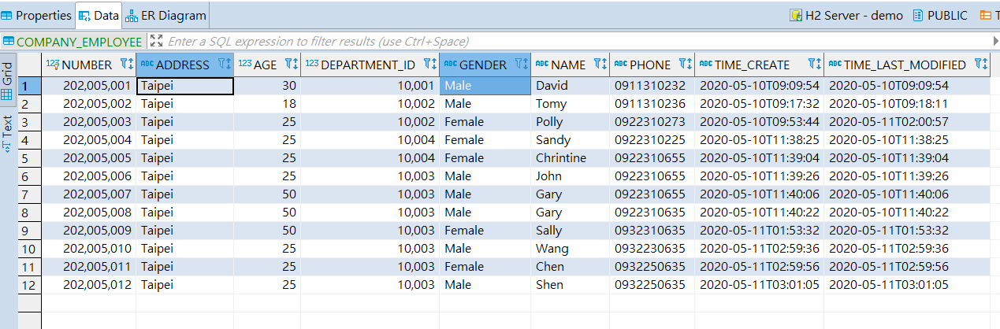 Properties Data ER Diagram H2 Server - demo PUBLIC T
COMPANY_EMPLOYEE Enter a SQL expression to filter results (use Ctrl+Space)
Grid
Text
123 NUMBER ABC ADDRESS 123 AGE 123 DEPARTMENT_ID ABC GENDER ABC NAME ABC PHONE ABC TIME_CREATE ABC TIME_LAST_MODIFIED
1 202,005,001 Taipei 30 10,001 Male David 0911310232 2020-05-10T09:09:54 2020-05-10T09:09:54
2 202,005,002 Taipei 18 10,002 Male Tomy 0911310236 2020-05-10T09:17:32 2020-05-10T09:18:11
3 202,005,003 Taipei 25 10,002 Female Polly 0922310273 2020-05-10T09:53:44 2020-05-11T02:00:57
4 202,005,004 Taipei 25 10,004 Female Sandy 0922310225 2020-05-10T11:38:25 2020-05-10T11:38:25
5 202,005,005 Taipei 25 10,004 Female Chrintine 0922310655 2020-05-10T11:39:04 2020-05-10T11:39:04
6 202,005,006 Taipei 25 10,003 Male John 0922310655 2020-05-10T11:39:26 2020-05-10T11:39:26
7 202,005,007 Taipei 50 10,003 Male Gary 0922310655 2020-05-10T11:40:06 2020-05-10T11:40:06
8 202,005,008 Taipei 50 10,003 Male Gary 0922310635 2020-05-10T11:40:22 2020-05-10T11:40:22
9 202,005,009 Taipei 50 10,003 Female Sally 0932310635 2020-05-11T01:53:32 2020-05-11T01:53:32
10 202,005,010 Taipei 25 10,003 Male Wang 0932230635 2020-05-11T02:59:36 2020-05-11T02:59:36
11 202,005,011 Taipei 25 10,003 Female Chen 0932250635 2020-05-11T02:59:56 2020-05-11T02:59:56
12 202,005,012 Taipei 25 10,003 Male Shen 0932250635 2020-05-11T03:01:05 2020-05-11T03:01:05